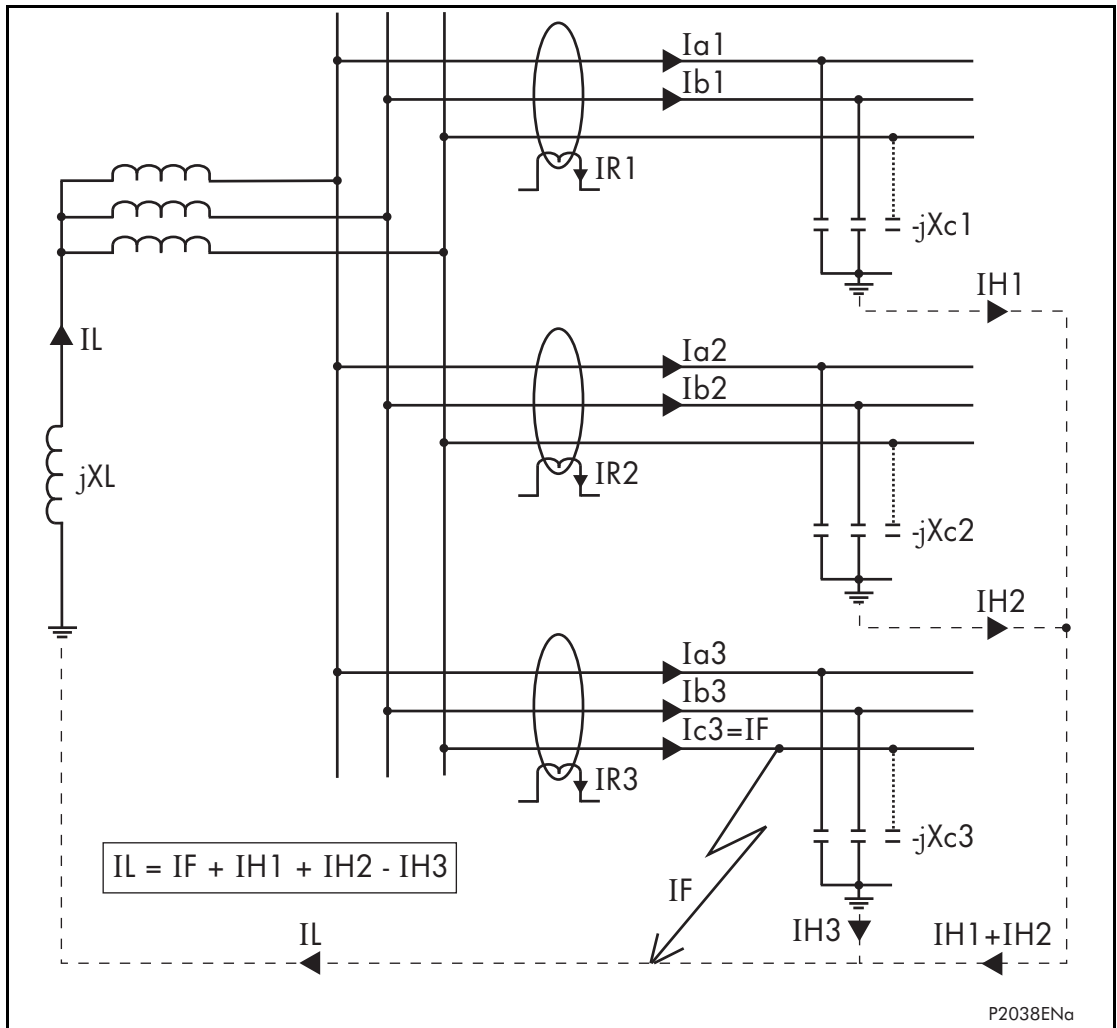 Ia1
Ib1
IR1
-jXc1
IH1
IL
Ia2
Ib2
jXL
IR2
-jXc2
IH2
Ia3
Ib3
Ic3=IF
IR3
-jXc3
IL = IF + IH1 + IH2 - IH3
IF
IL
IH3
IH1+IH2
P2038ENa